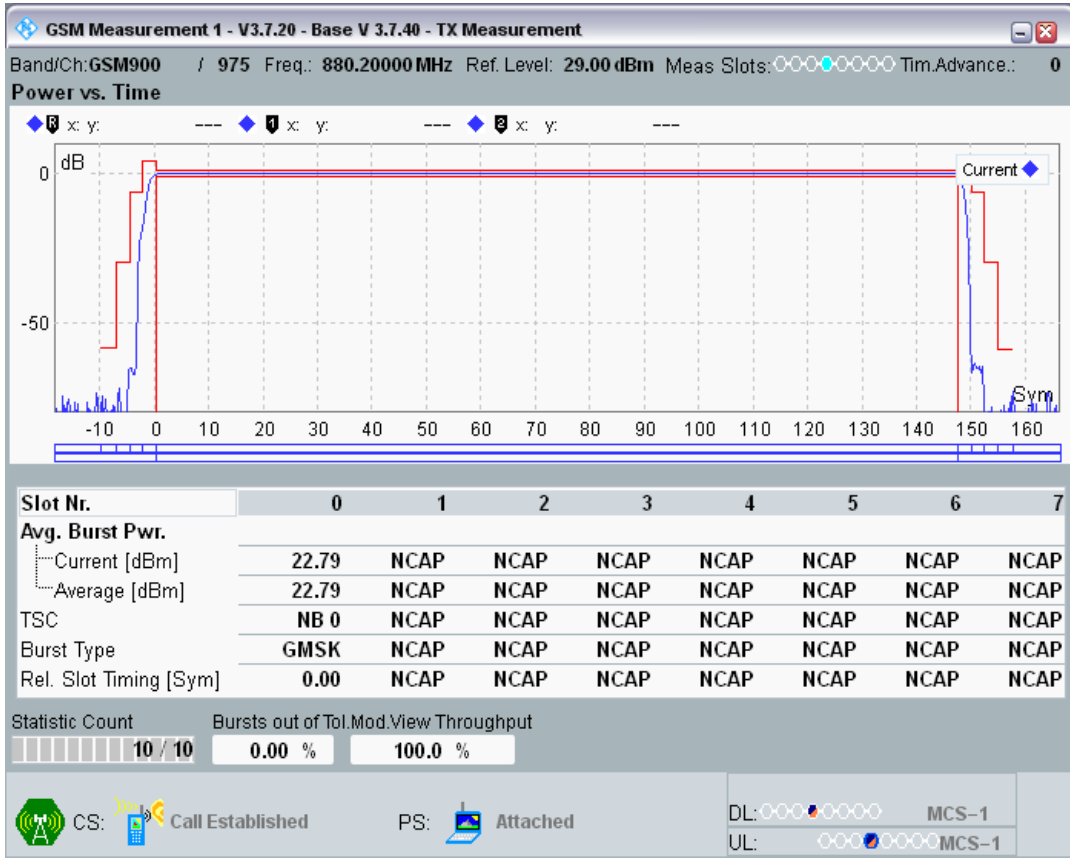 GSM Measurement 1 - V3.7.20 - Base V 3.7.40 - TX Measurement
Band/Ch:GSM900 / 975 Freq.: 880.20000 MHz Ref. Level: 29.00 dBm Meas Slots: Tim.Advance.: 0
Power vs. Time
R x: y: --- 1 x: y: --- 2 x: y: ---
dB
Current
0
-50
Sym
-10 0 10 20 30 40 50 60 70 80 90 100 110 120 130 140 150 160
Slot Nr. 0 1 2 3 4 5 6 7
Avg. Burst Pwr.
Current [dBm] 22.79 NCAP NCAP NCAP NCAP NCAP NCAP NCAP
Average [dBm] 22.79 NCAP NCAP NCAP NCAP NCAP NCAP NCAP
TSC NB 0 NCAP NCAP NCAP NCAP NCAP NCAP NCAP
Burst Type GMSK NCAP NCAP NCAP NCAP NCAP NCAP NCAP
Rel. Slot Timing [Sym] 0.00 NCAP NCAP NCAP NCAP NCAP NCAP NCAP
Statistic Count Bursts out of Tol.Mod.View Throughput
10 / 10 0.00 % 100.0 %
CS: Call Established PS: Attached
DL: MCS-1
UL: MCS-1